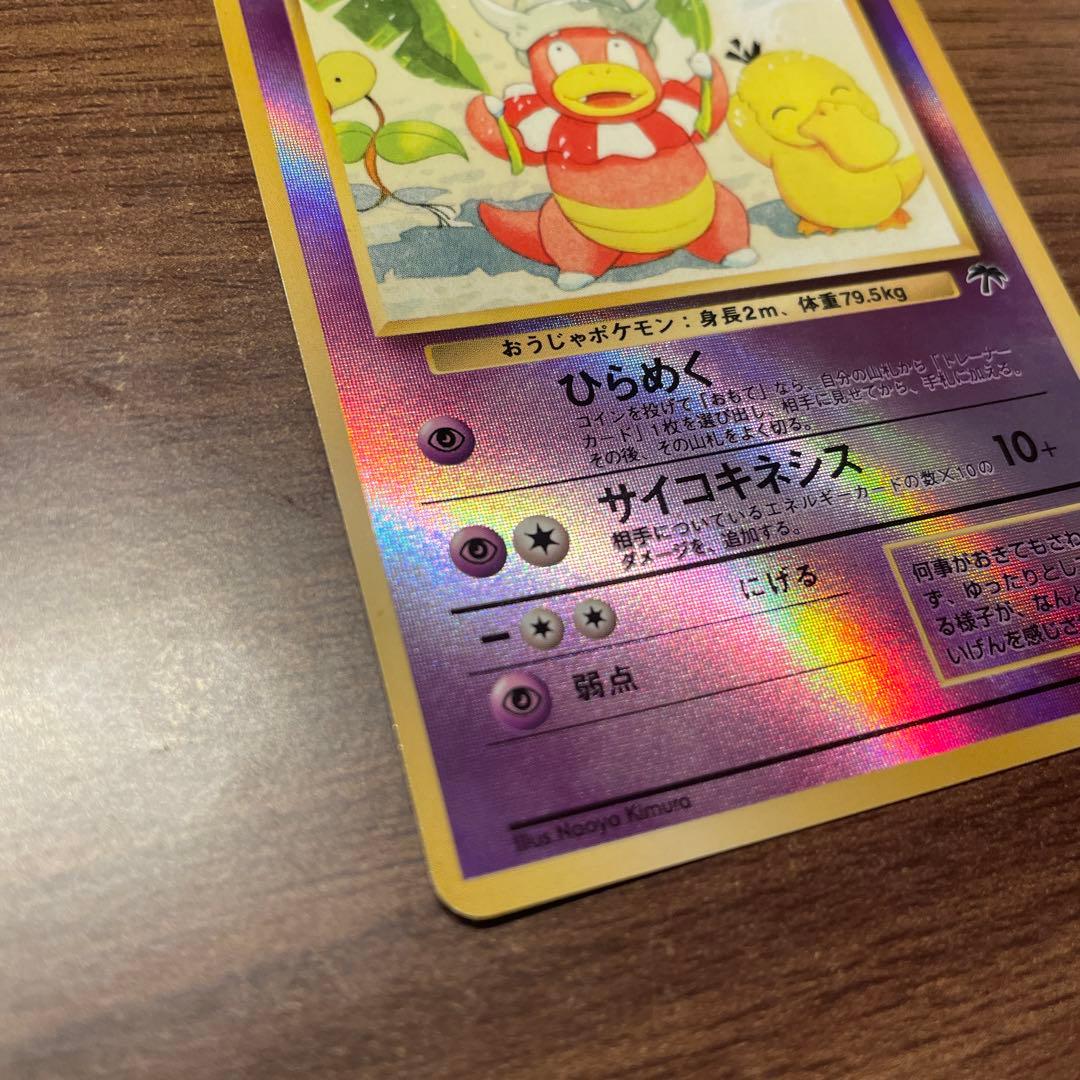 おうじゃポケモン：身長2m、体重79.5kg
ひらめく
コインを投げて「おもて」なら、自分の山札から「トレーナー
カード」1枚を選び出し、相手に見せてから、手札に加える。
その後、その山札をよく切る。
サイコキネシス 10+
相手についているエネルギーカードの数×10の
ダメージを、追加する。
にげる
弱点
何事がおきてもさわ
ず、ゆったりとし
る様子が、なんと
いげんを感じさ
Illus. Naoyo Kimura